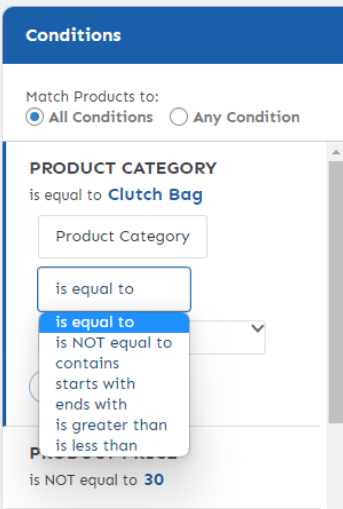 Conditions
Match Products to:
All Conditions Any Condition
PRODUCT CATEGORY
is equal to Clutch Bag
Product Category
is equal to
is equal to
is NOT equal to
contains
starts with
ends with
is greater than
is less than
is NOT equal to 30